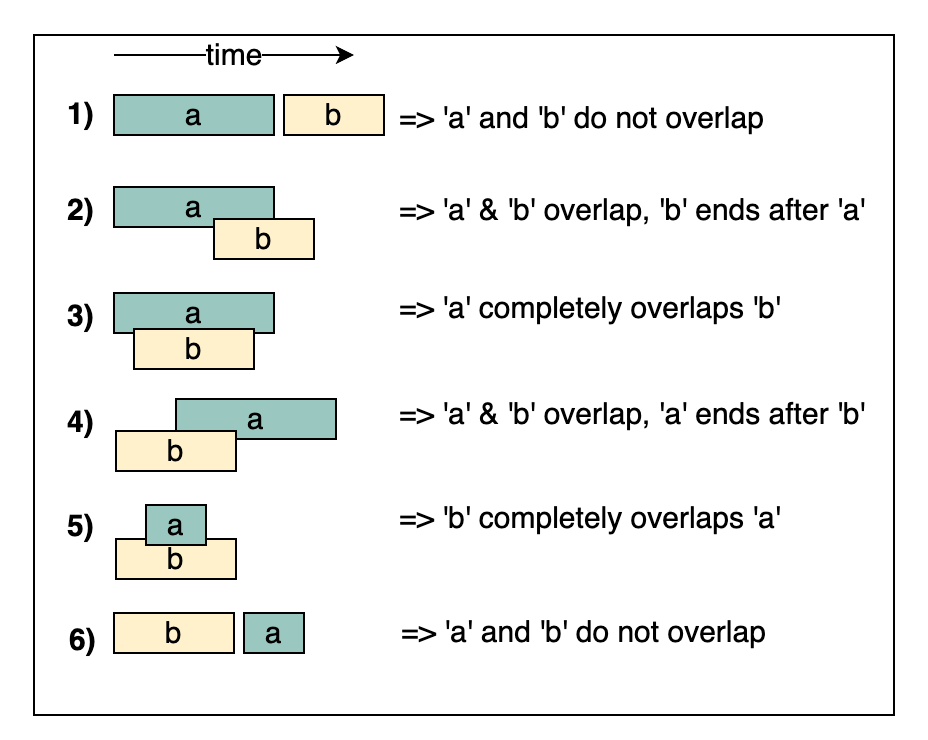 time
1) a b => 'a' and 'b' do not overlap
2) a => 'a' & 'b' overlap, 'b' ends after 'a'
b
3) a => 'a' completely overlaps 'b'
b
4) a => 'a' & 'b' overlap, 'a' ends after 'b'
b
5) a => 'b' completely overlaps 'a'
b
6) b a => 'a' and 'b' do not overlap